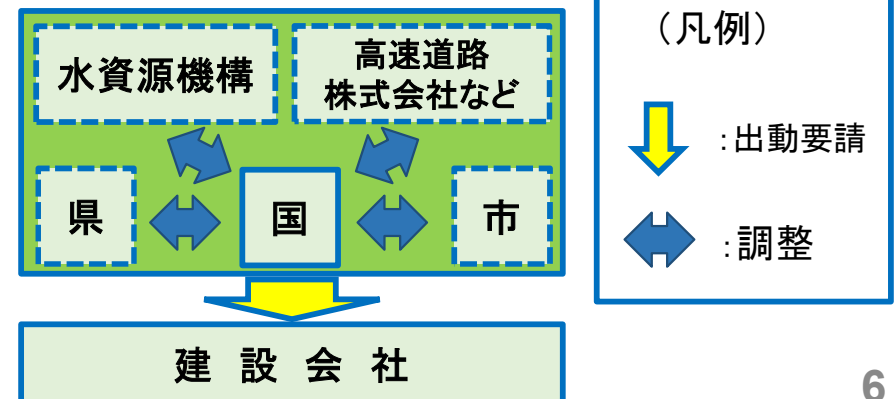 水資源機構
高速道路
株式会社など
県
国
市
建設会社
（凡例）
:出動要請
:調整
6